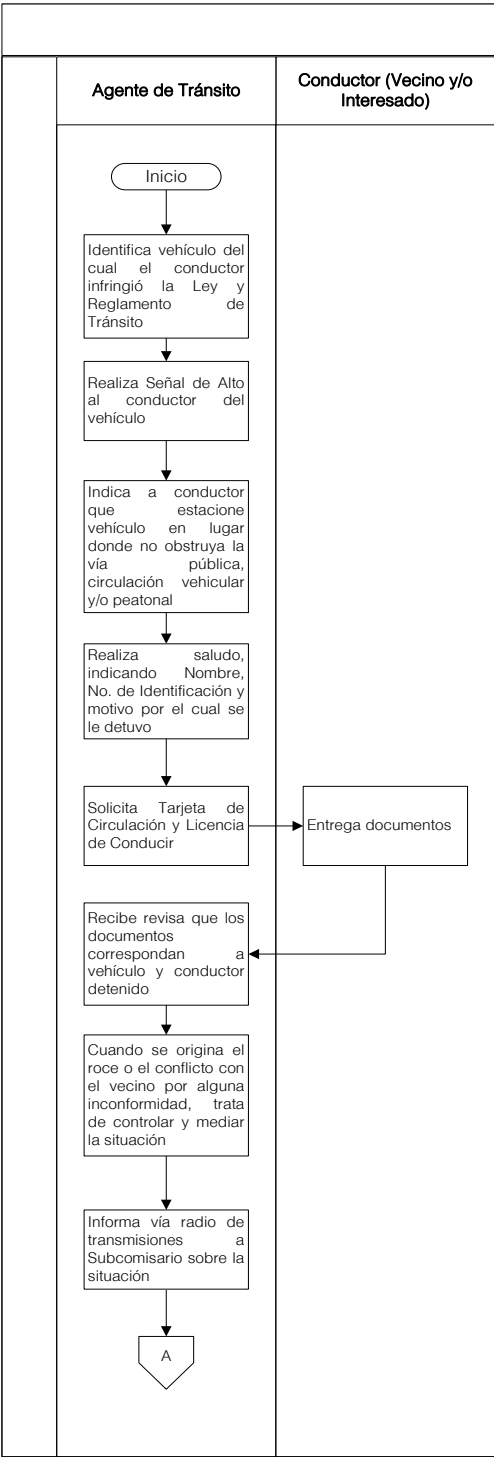 Agente de Tránsito
Conductor (Vecino y/o
Interesado)
Inicio
Identifica vehículo del
cual el conductor
infringió la Ley y
Reglamento de
Tránsito
Realiza Señal de Alto
al conductor del
vehículo
Indica a conductor
que estacione
vehículo en lugar
donde no obstruya la
vía pública,
circulación vehicular
y/o peatonal
Realiza saludo,
indicando Nombre,
No. de Identificación y
motivo por el cual se
le detuvo
Solicita Tarjeta de
Circulación y Licencia
de Conducir
Entrega documentos
Recibe revisa que los
documentos
correspondan a
vehículo y conductor
detenido
Cuando se origina el
roce o el conflicto con
el vecino por alguna
inconformidad, trata
de controlar y mediar
la situación
Informa vía radio de
transmisiones a
Subcomisario sobre la
situación
A